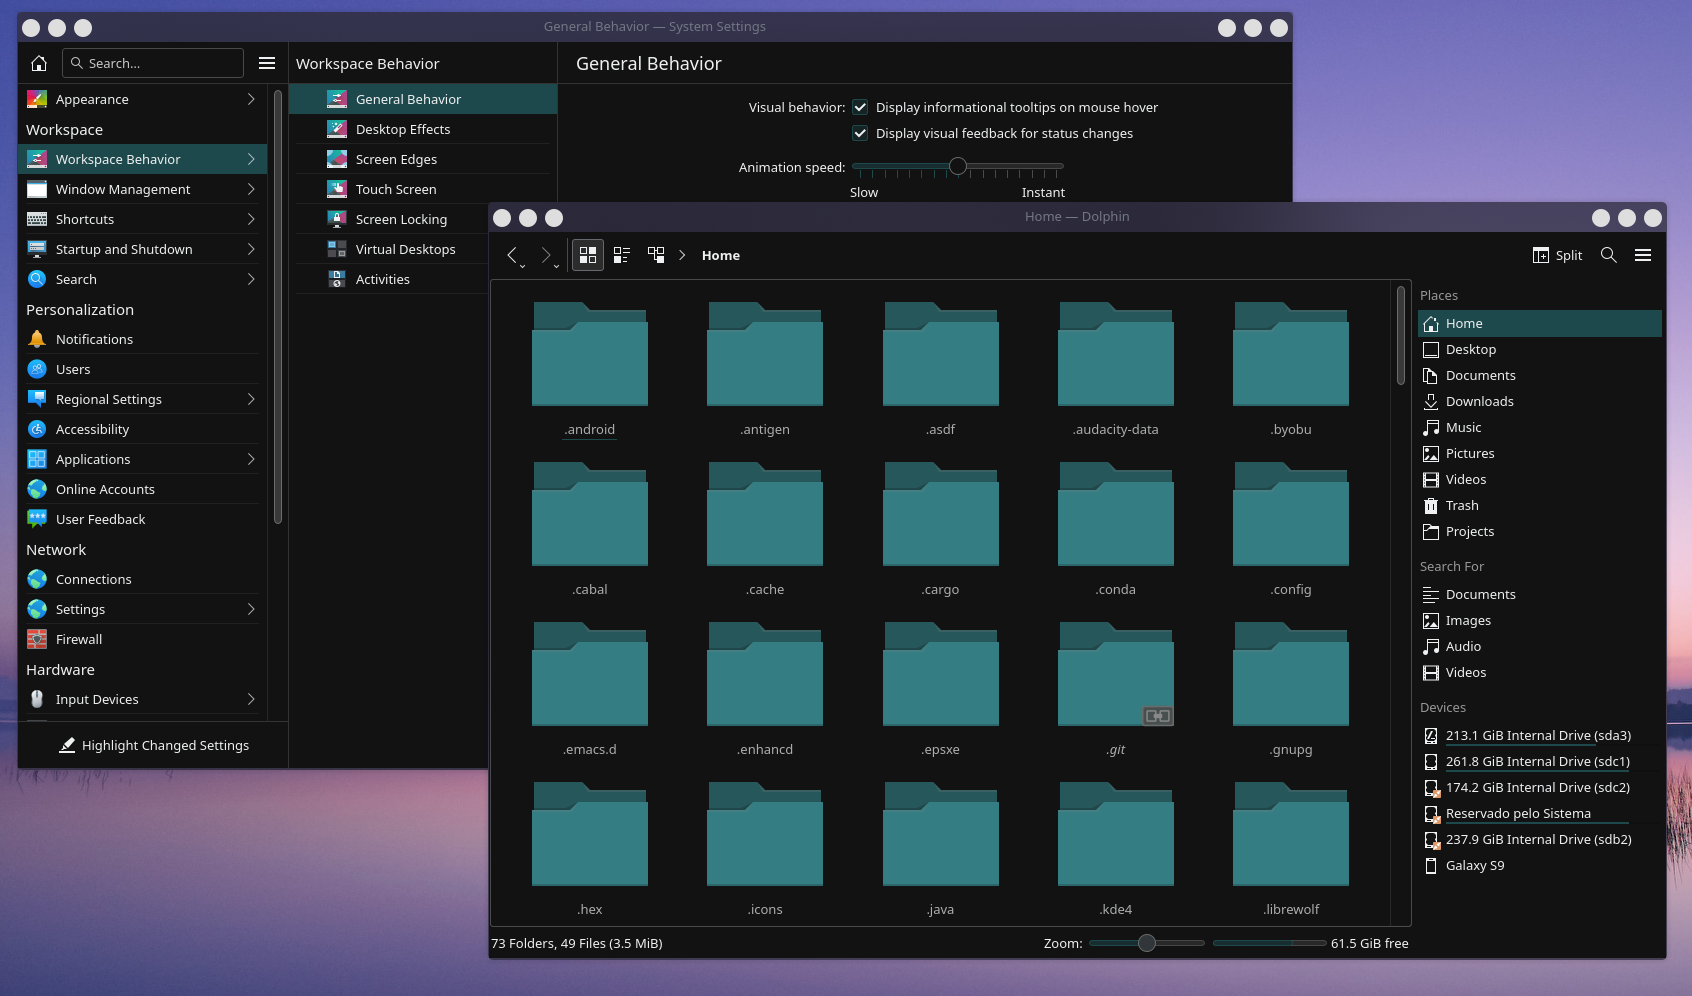 General Behavior — System Settings
Search...
Appearance
Workspace
Workspace Behavior
Window Management
Shortcuts
Startup and Shutdown
Search
Personalization
Notifications
Users
Regional Settings
Accessibility
Applications
Online Accounts
User Feedback
Network
Connections
Settings
Firewall
Hardware
Input Devices
Highlight Changed Settings
Workspace Behavior
General Behavior
Desktop Effects
Screen Edges
Touch Screen
Screen Locking
Virtual Desktops
Activities
General Behavior
Visual behavior: Display informational tooltips on mouse hover
Display visual feedback for status changes
Animation speed:
Slow Instant
Home — Dolphin
Home
Split
.android .antigen .asdf .audacity-data .byobu
.cabal .cache .cargo .conda .config
.emacs.d .enhancd .epsxe .git .gnupg
.hex .icons .java .kde4 .librewolf
73 Folders, 49 Files (3.5 MiB)
Zoom:
61.5 GiB free
Places
Home
Desktop
Documents
Downloads
Music
Pictures
Videos
Trash
Projects
Search For
Documents
Images
Audio
Videos
Devices
213.1 GiB Internal Drive (sda3)
261.8 GiB Internal Drive (sdc1)
174.2 GiB Internal Drive (sdc2)
Reservado pelo Sistema
237.9 GiB Internal Drive (sdb2)
Galaxy S9